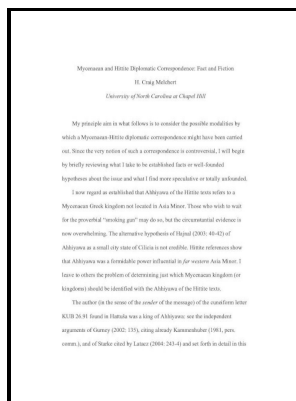 Mycenaean and Hittite Diplomatic Correspondence: Fact and Fiction
H. Craig Melchert
University of North Carolina at Chapel Hill
My principle aim in what follows is to consider the possible modalities by
which a Mycenaean-Hittite diplomatic correspondence might have been carried
out. Since the very notion of such a correspondence is controversial, I will begin
by briefly reviewing what I take to be established facts or well-founded
hypotheses about the issue and what I find more speculative or totally unfounded.
I now regard as established that Ahhiyawa of the Hittite texts refers to a
Mycenaean Greek kingdom not located in Asia Minor. Those who wish to wait
for the proverbial "smoking gun" may do so, but the circumstantial evidence is
now overwhelming. The alternative hypothesis of Hajnal (2003: 40-42) of
Ahhiyawa as a small city state of Cilicia is not credible. Hittite references show
that Ahhiyawa was a formidable power influential in far western Asia Minor. I
leave to others the problem of determining just which Mycenaean kingdom (or
kingdoms) should be identified with the Ahhiyawa of the Hittite texts.
The author (in the sense of the sender of the message) of the cuneiform letter
KUB 26.91 found in Hattuša was a king of Ahhiyawa: see the independent
arguments of Gurney (2002: 135), citing already Kammenhuber (1981, pers.
comm.), and of Starke cited by Latacz (2004: 243-4) and set forth in detail in this